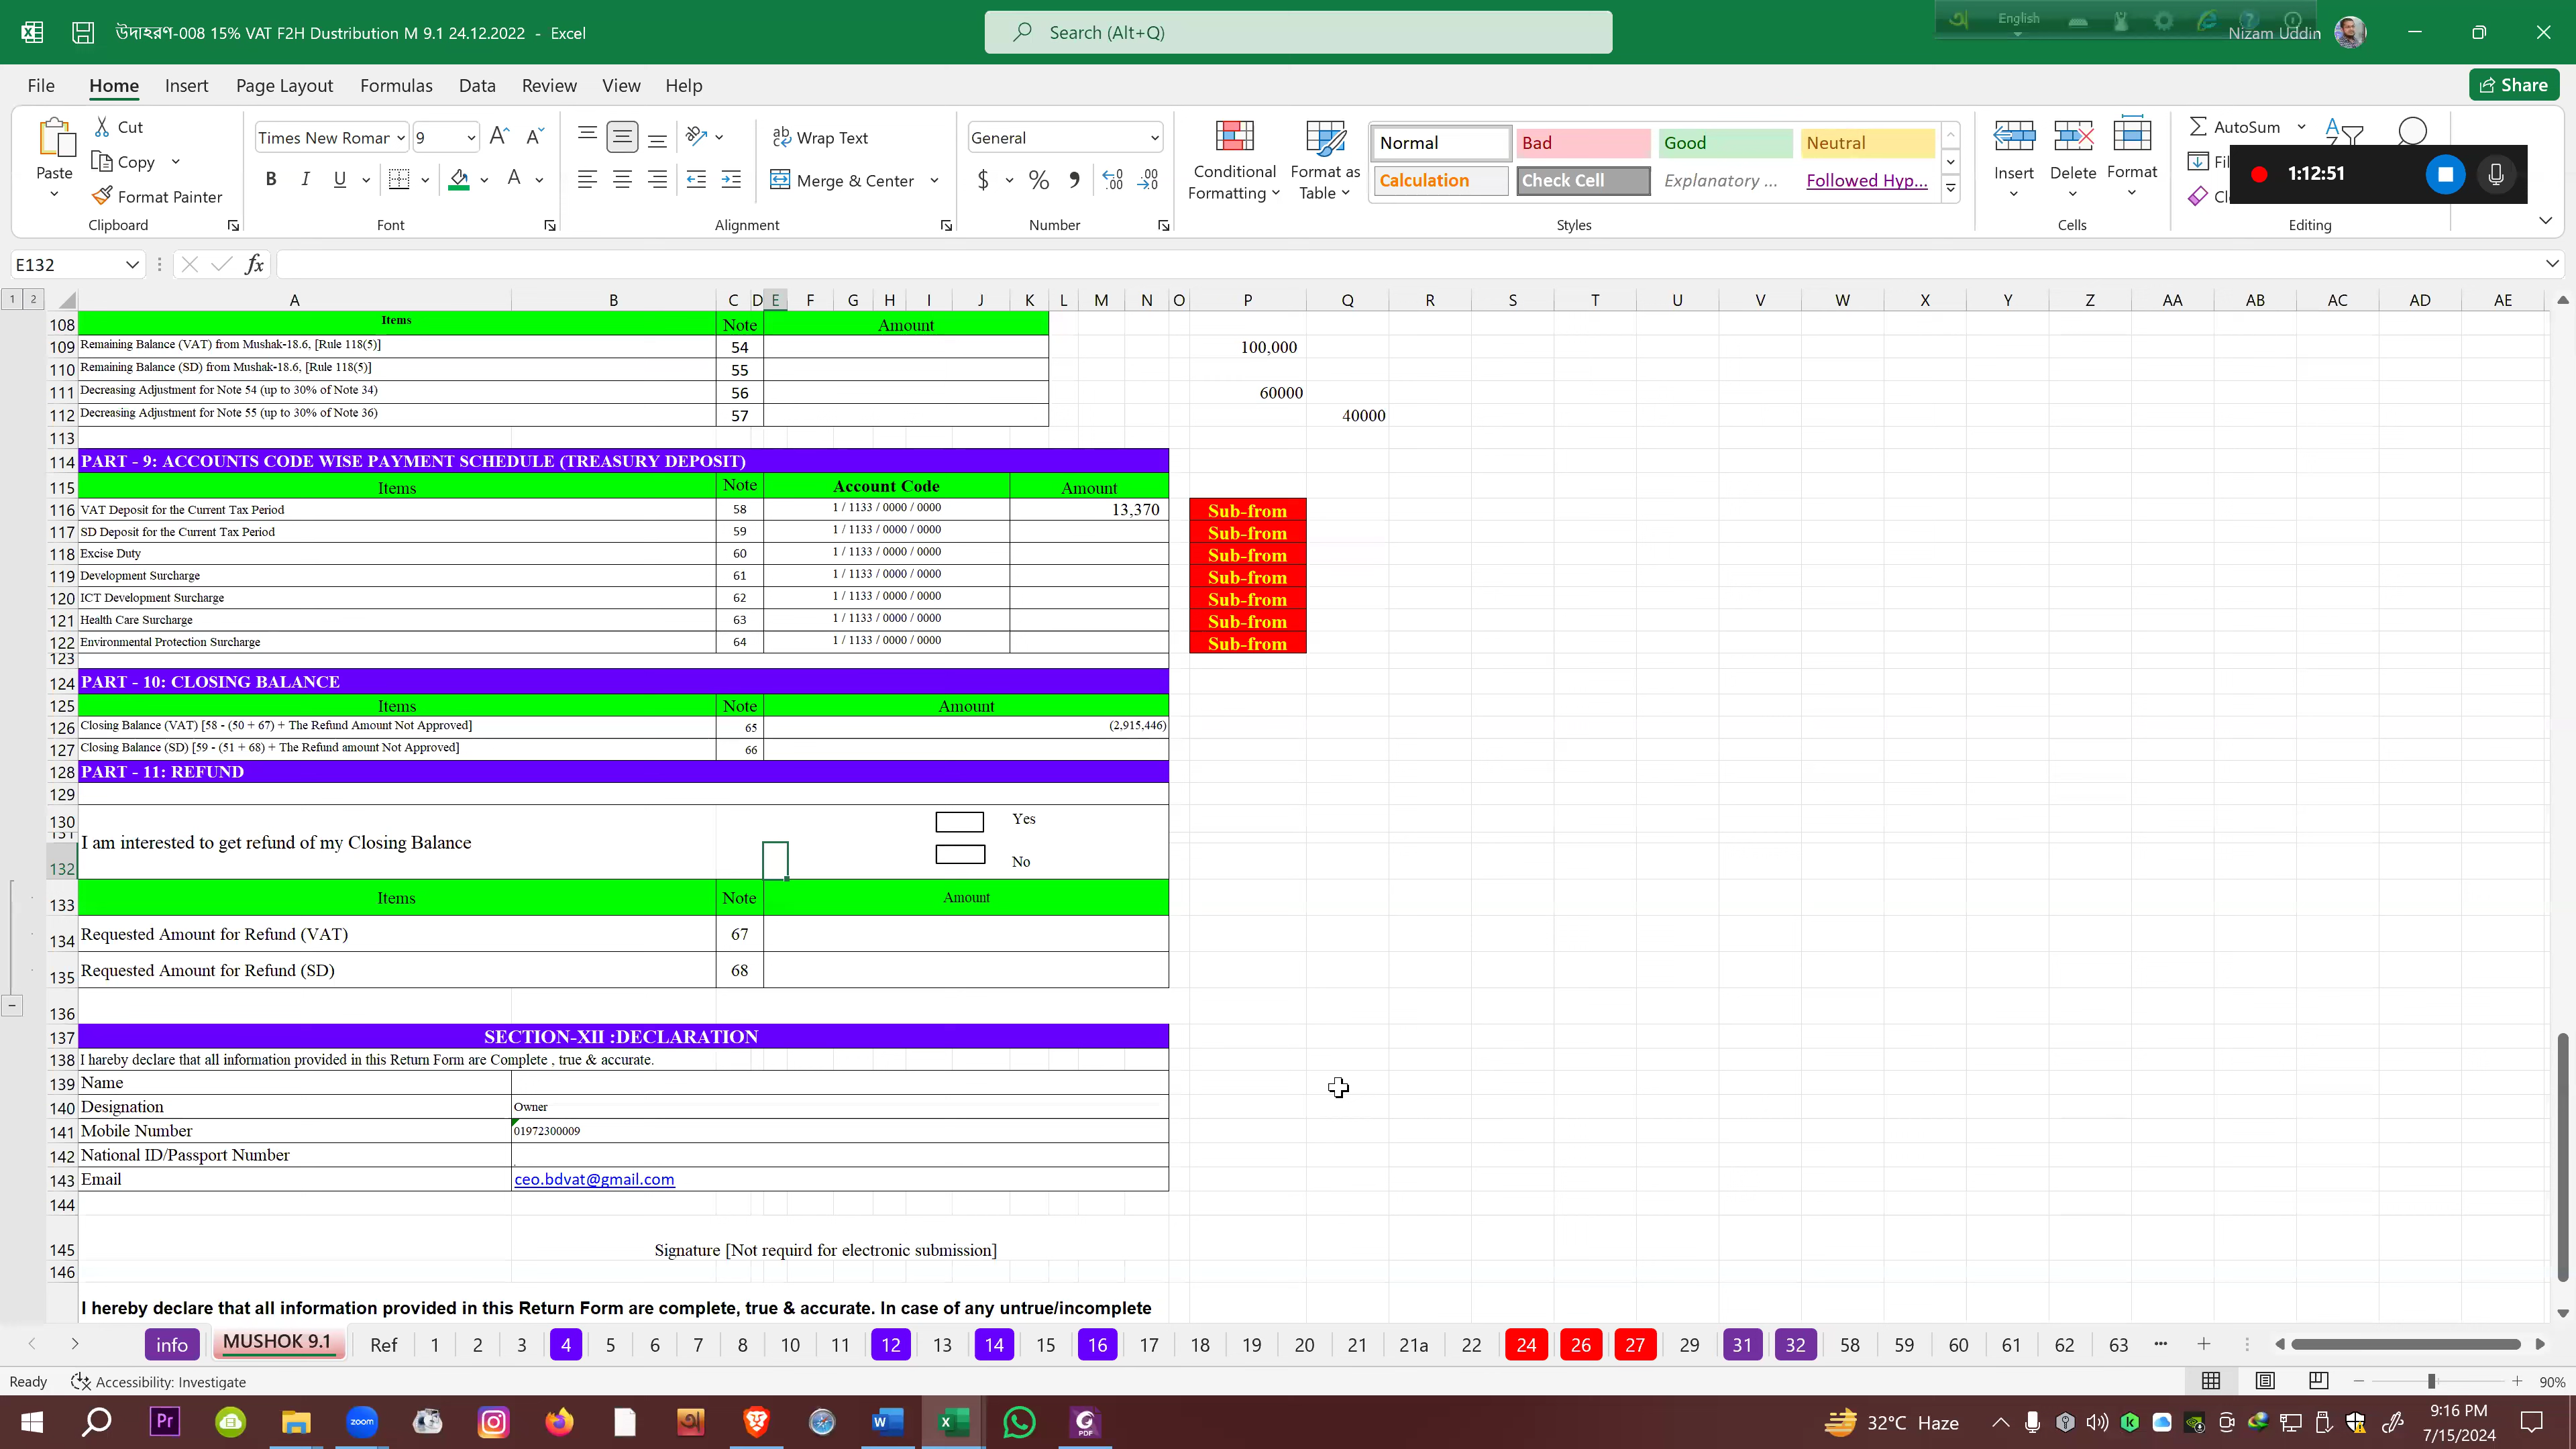 উদাহরণ-008 15% VAT F2H Dustribution M 9.1 24.12.2022 - Excel
Search (Alt+Q)
English
Nizam Uddin
File Home Insert Page Layout Formulas Data Review View Help
Share
Paste
Cut
Copy
Format Painter
Clipboard
Times New Romar 9
B I U
Font
Wrap Text
Merge & Center
Alignment
General
Number
Conditional Formatting
Format as Table
Normal Bad Good Neutral
Calculation Check Cell Explanatory ... Followed Hyp...
Styles
Insert Delete Format
Cells
AutoSum
Editing
1:12:51
E132
fx
1 2
A B C D E F G H I J K L M N O P Q R S T U V W X Y Z AA AB AC AD AE
108 Items Note Amount
109 Remaining Balance (VAT) from Mushak-18.6, [Rule 118(5)] 54 100,000
110 Remaining Balance (SD) from Mushak-18.6, [Rule 118(5)] 55
111 Decreasing Adjustment for Note 54 (up to 30% of Note 34) 56 60000
112 Decreasing Adjustment for Note 55 (up to 30% of Note 36) 57 40000
113
114 PART - 9: ACCOUNTS CODE WISE PAYMENT SCHEDULE (TREASURY DEPOSIT)
115 Items Note Account Code Amount
116 VAT Deposit for the Current Tax Period 58 1 / 1133 / 0000 / 0000 13,370 Sub-from
117 SD Deposit for the Current Tax Period 59 1 / 1133 / 0000 / 0000 Sub-from
118 Excise Duty 60 1 / 1133 / 0000 / 0000 Sub-from
119 Development Surcharge 61 1 / 1133 / 0000 / 0000 Sub-from
120 ICT Development Surcharge 62 1 / 1133 / 0000 / 0000 Sub-from
121 Health Care Surcharge 63 1 / 1133 / 0000 / 0000 Sub-from
122 Environmental Protection Surcharge 64 1 / 1133 / 0000 / 0000 Sub-from
123
124 PART - 10: CLOSING BALANCE
125 Items Note Amount
126 Closing Balance (VAT) [58 - (50 + 67) + The Refund Amount Not Approved] 65 (2,915,446)
127 Closing Balance (SD) [59 - (51 + 68) + The Refund amount Not Approved] 66
128 PART - 11: REFUND
129
130 Yes
I am interested to get refund of my Closing Balance
132 No
133 Items Note Amount
134 Requested Amount for Refund (VAT) 67
135 Requested Amount for Refund (SD) 68
136
137 SECTION-XII :DECLARATION
138 I hereby declare that all information provided in this Return Form are Complete , true & accurate.
139 Name
140 Designation Owner
141 Mobile Number 01972300009
142 National ID/Passport Number
143 Email ceo.bdvat@gmail.com
144
145 Signature [Not requird for electronic submission]
146
I hereby declare that all information provided in this Return Form are complete, true & accurate. In case of any untrue/incomplete
info MUSHOK 9.1 Ref 1 2 3 4 5 6 7 8 10 11 12 13 14 15 16 17 18 19 20 21 21a 22 24 26 27 29 31 32 58 59 60 61 62 63 ...
Ready Accessibility: Investigate 90%
32°C Haze
9:16 PM
7/15/2024